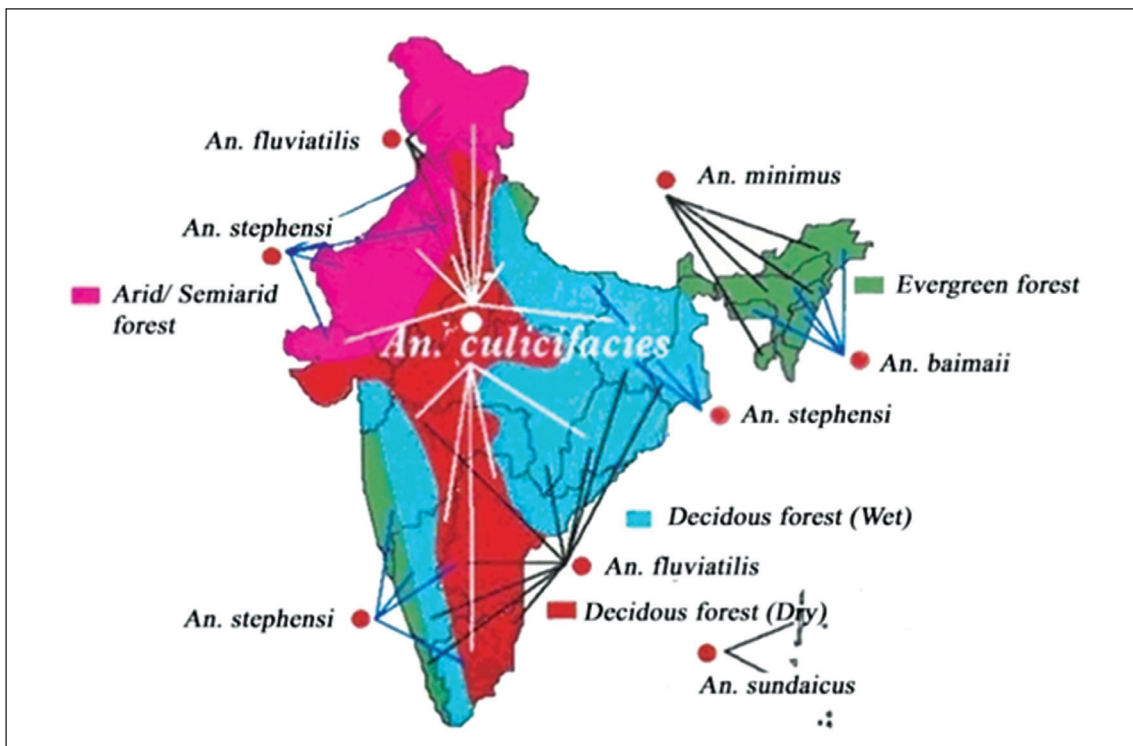 An. fluviatilis
An. minimus
An. stephensi
Evergreen forest
Arid/ Semiarid
forest
An. culicifacies
An. baimaii
An. stephensi
Decidous forest (Wet)
An. fluviatilis
An. stephensi
Decidous forest (Dry)
An. sundaicus